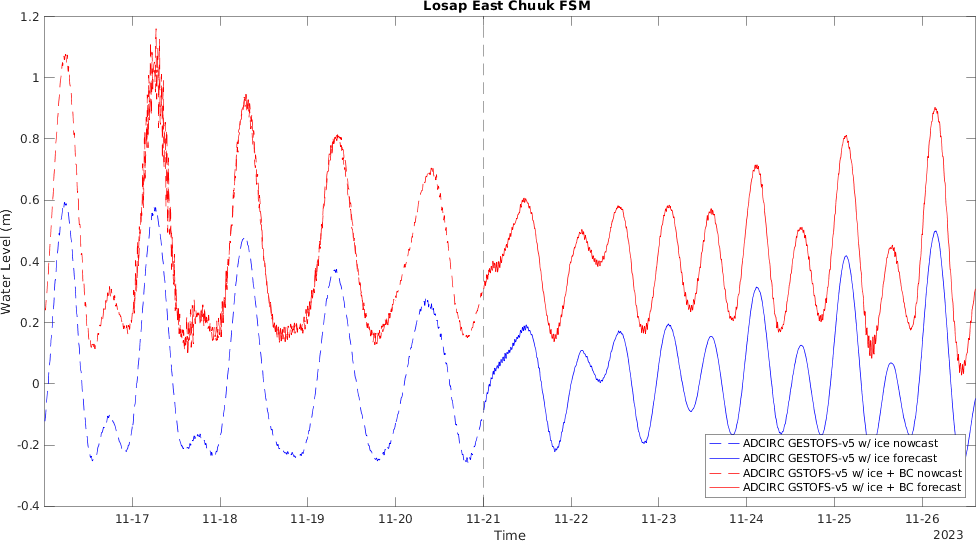 Losap East Chuuk FSM
1.2
1
0.8
0.6
0.4
0.2
0
-0.2
-0.4
Water Level (m)
ADCIRC GESTOFS-v5 w/ ice nowcast
ADCIRC GESTOFS-v5 w/ ice forecast
ADCIRC GSTOFS-v5 w/ ice + BC nowcast
ADCIRC GSTOFS-v5 w/ ice + BC forecast
11-17 11-18 11-19 11-20 11-21 11-22 11-23 11-24 11-25 11-26
Time
2023